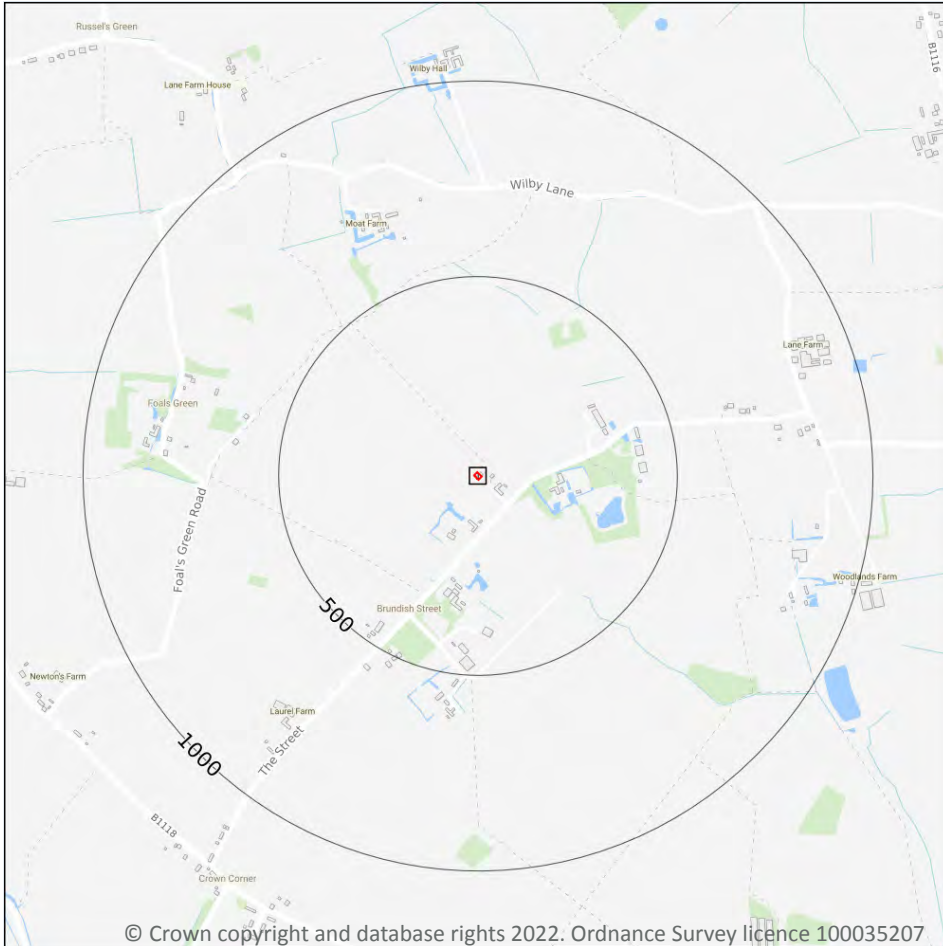 Russel's Green
B1116
Wilby Hall
Lane Farm House
Wilby Lane
Moat Farm
Lane Farm
Foals Green
Foal's Green Road
Woodlands Farm
500
Brundish Street
Newton's Farm
Laurel Farm
The Street
1000
B1118
Crown Corner
© Crown copyright and database rights 2022. Ordnance Survey licence 100035207